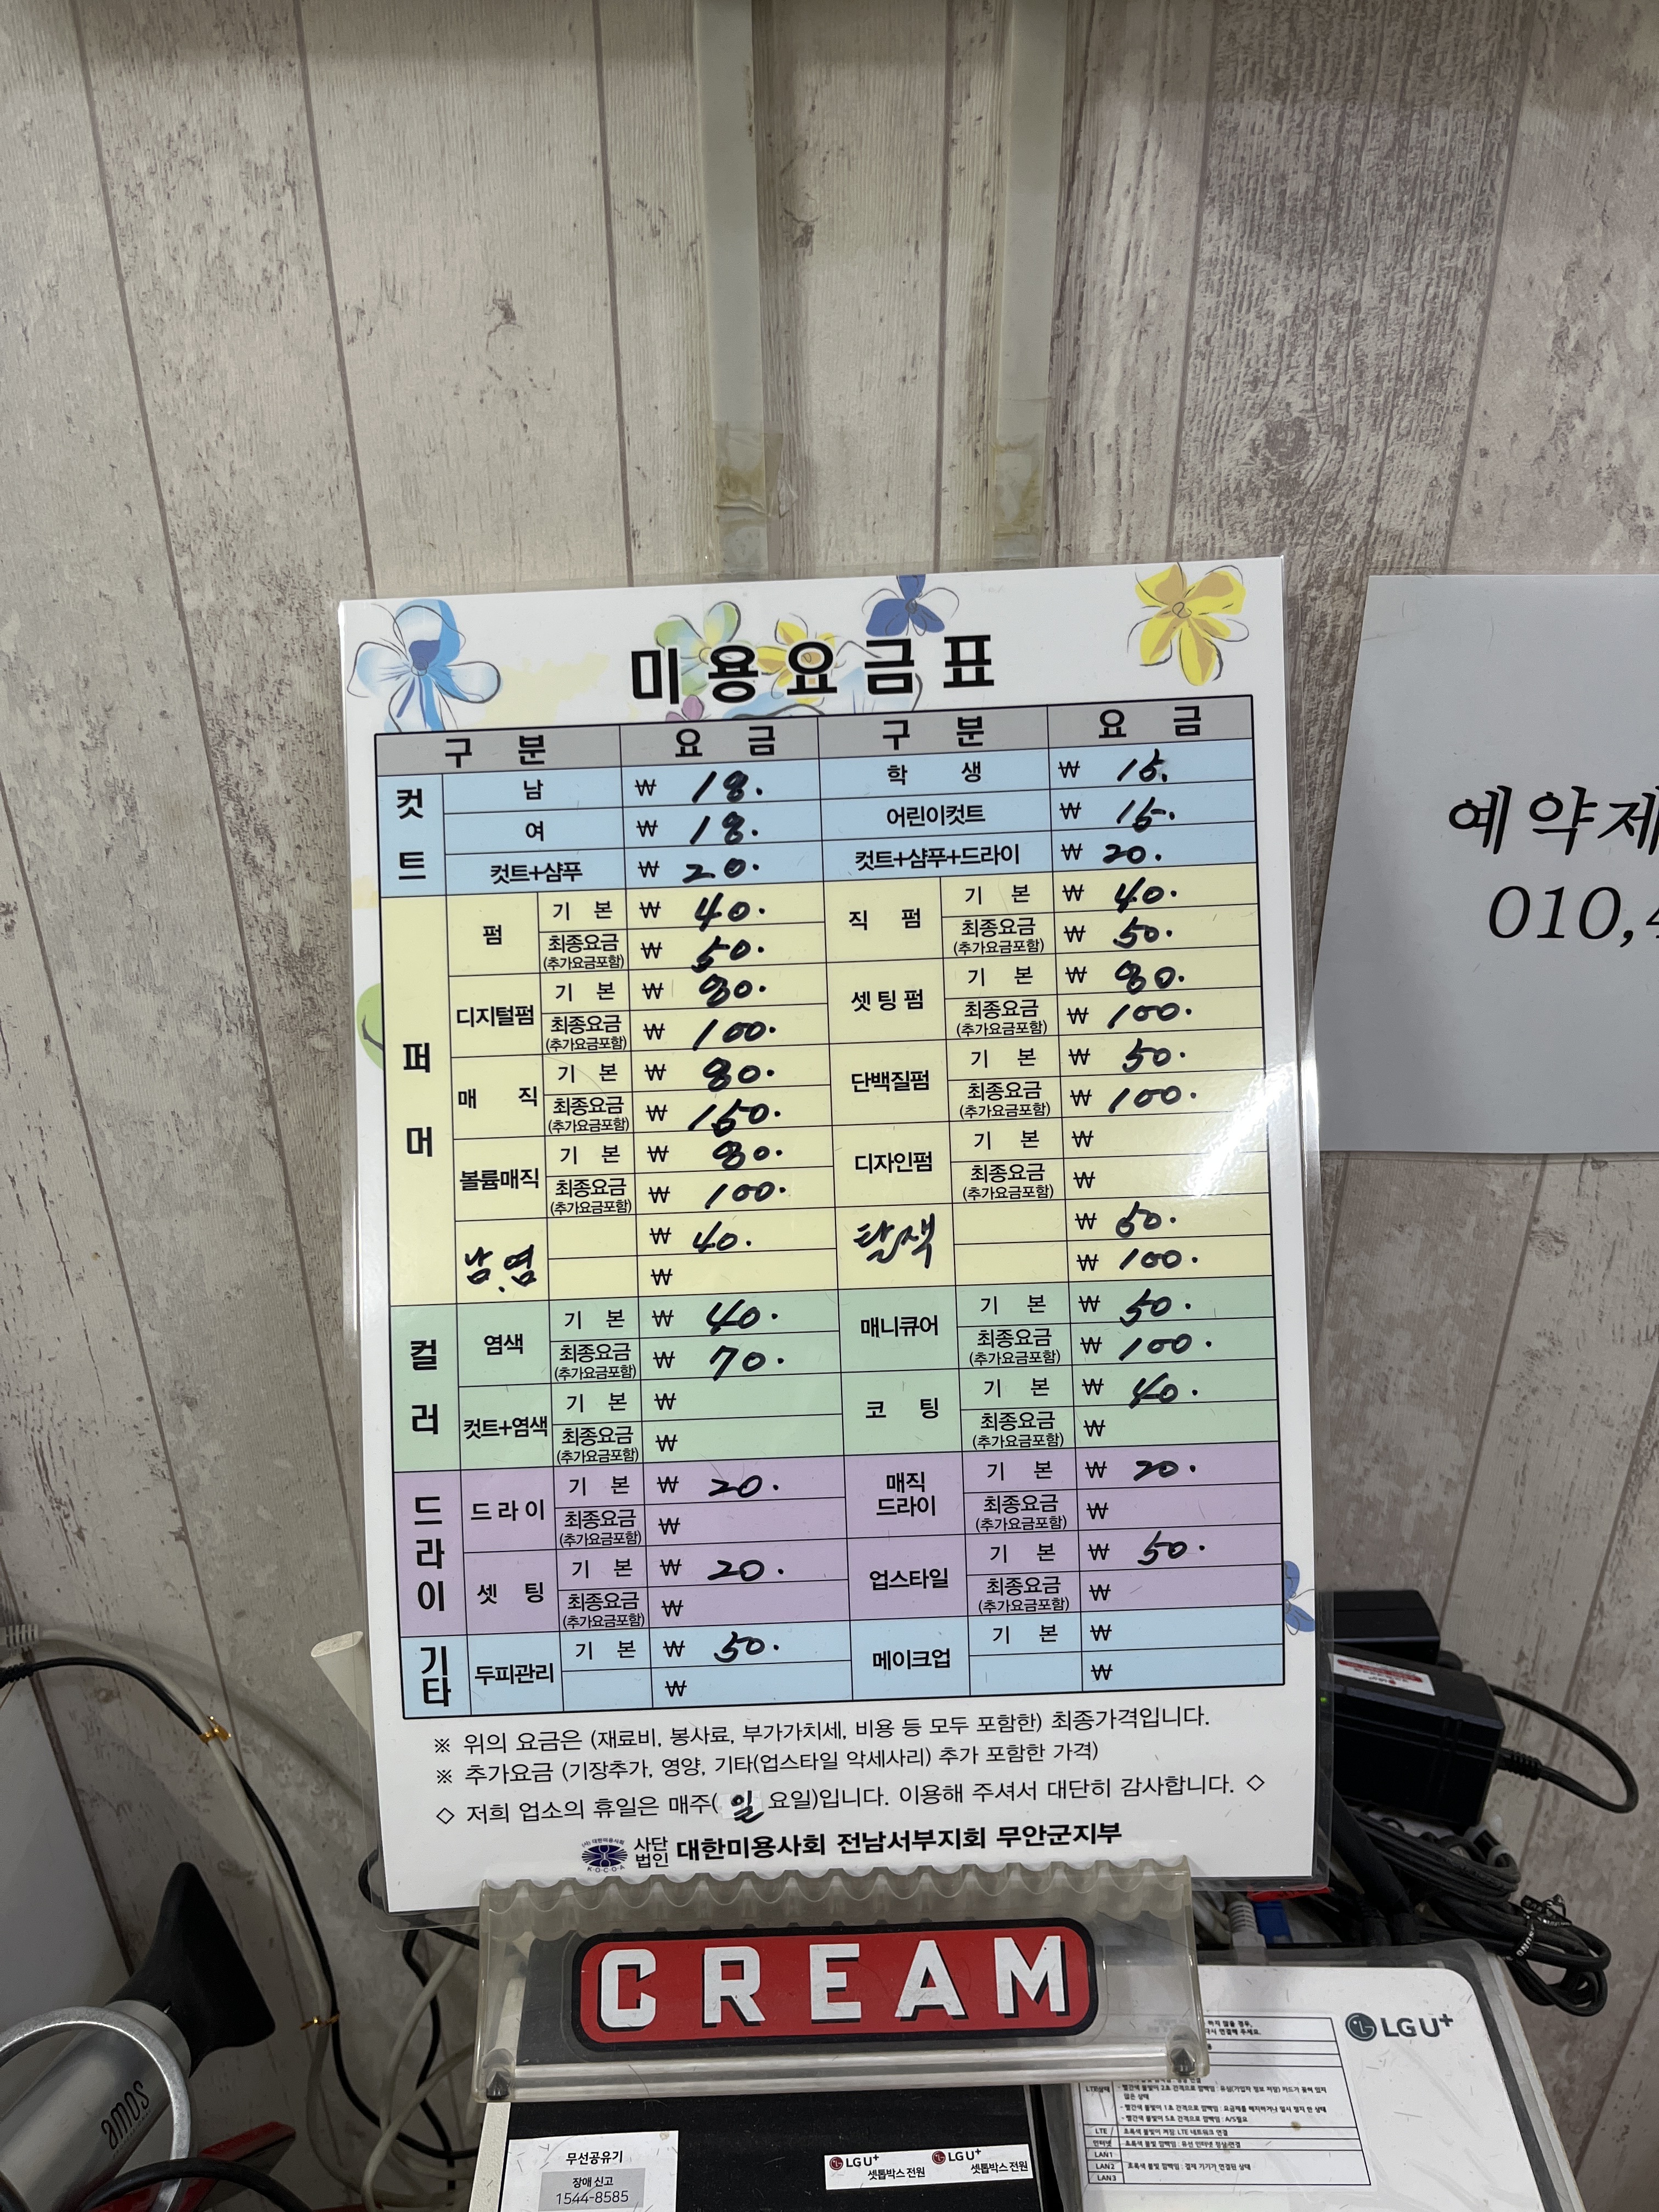 미용요금표
구 분 요 금 구 분 요 금
컷트 남 ₩ 18. 학 생 ₩ 15.
여 ₩ 18. 어린이컷트 ₩ 15.
컷트+샴푸 ₩ 20. 컷트+샴푸+드라이 ₩ 20.
퍼머 펌 기 본 ₩ 40. 직 펌 기 본 ₩ 40.
최종요금 (추가요금포함) ₩ 50. 최종요금 (추가요금포함) ₩ 50.
디지털펌 기 본 ₩ 80. 셋팅펌 기 본 ₩ 80.
최종요금 (추가요금포함) ₩ 100. 최종요금 (추가요금포함) ₩ 100.
매 직 기 본 ₩ 80. 단백질펌 기 본 ₩ 50.
최종요금 (추가요금포함) ₩ 150. 최종요금 (추가요금포함) ₩ 100.
볼륨매직 기 본 ₩ 80. 디자인펌 기 본 ₩
최종요금 (추가요금포함) ₩ 100. 최종요금 (추가요금포함) ₩
남.염 ₩ 40. 탈색 ₩ 50.
₩ ₩ 100.
컬러 염색 기 본 ₩ 40. 매니큐어 기 본 ₩ 50.
최종요금 (추가요금포함) ₩ 70. 최종요금 (추가요금포함) ₩ 100.
컷트+염색 기 본 ₩ 코 팅 기 본 ₩ 40.
최종요금 (추가요금포함) ₩ 최종요금 (추가요금포함) ₩
드라이 드라이 기 본 ₩ 20. 매직드라이 기 본 ₩ 20.
최종요금 (추가요금포함) ₩ 최종요금 (추가요금포함) ₩
셋 팅 기 본 ₩ 20. 업스타일 기 본 ₩ 50.
최종요금 (추가요금포함) ₩ 최종요금 (추가요금포함) ₩
기타 두피관리 기 본 ₩ 50. 메이크업 기 본 ₩
₩ ₩
※ 위의 요금은 (재료비, 봉사료, 부가가치세, 비용 등 모두 포함한) 최종가격입니다.
※ 추가요금 (기장추가, 영양, 기타(업스타일 악세사리) 추가 포함한 가격)
◇ 저희 업소의 휴일은 매주( 일 요일)입니다. 이용해 주셔서 대단히 감사합니다. ◇
KOCOA 사단법인 대한미용사회 전남서부지회 무안군지부
예약제
010,4
CREAM
amos
LG U+
무선공유기
장애 신고
1544-8585
LG U+ 셋톱박스 전원
LG U+ 셋톱박스 전원
LTE
인터넷
LAN1
LAN2
LAN3